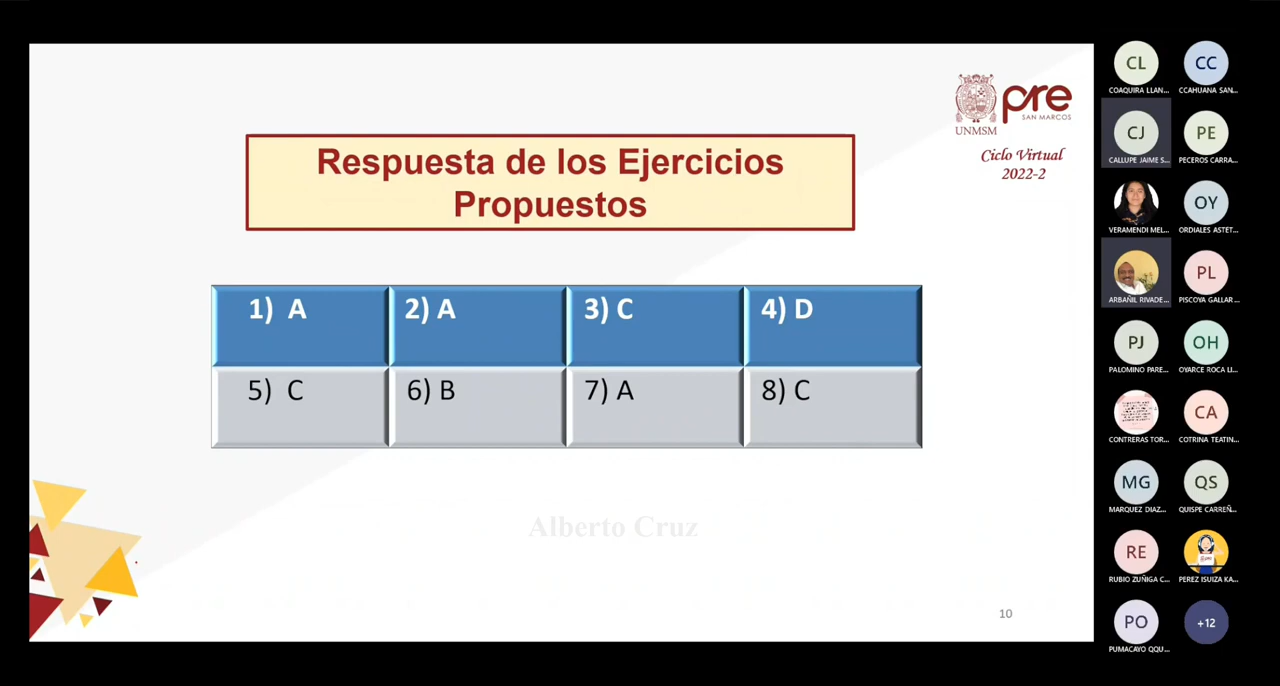 UNMSM
pre
SAN MARCOS
Ciclo Virtual
2022-2
Respuesta de los Ejercicios
Propuestos
1) A
2) A
3) C
4) D
5) C
6) B
7) A
8) C
Alberto Cruz
10
CL
CC
COAQUIRA LLAN...
CCAHUANA SAN...
CJ
PE
CALLUPE JAIME S...
PECEROS CARRA...
OY
VERAMENDI MEL...
ORDIALES ASTET...
PL
ARBAÑIL RIVADE...
PISCOYA GALLAR...
PJ
OH
PALOMINO PARE...
OYARCE ROCA LI...
CA
CONTRERAS TOR...
COTRINA TEATIN...
MG
QS
MARQUEZ DIAZ...
QUISPE CARREÑ...
RE
RUBIO ZUÑIGA C...
PEREZ ISUIZA KA...
PO
+12
PUMACAYO QQU...